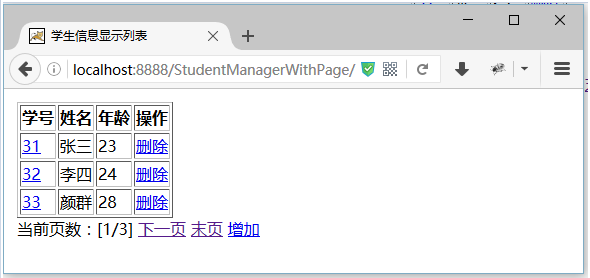 学生信息显示列表
localhost:8888/StudentManagerWithPage/
学号 姓名 年龄 操作
31 张三 23 删除
32 李四 24 删除
33 颜群 28 删除
当前页数：[1/3] 下一页 末页 增加